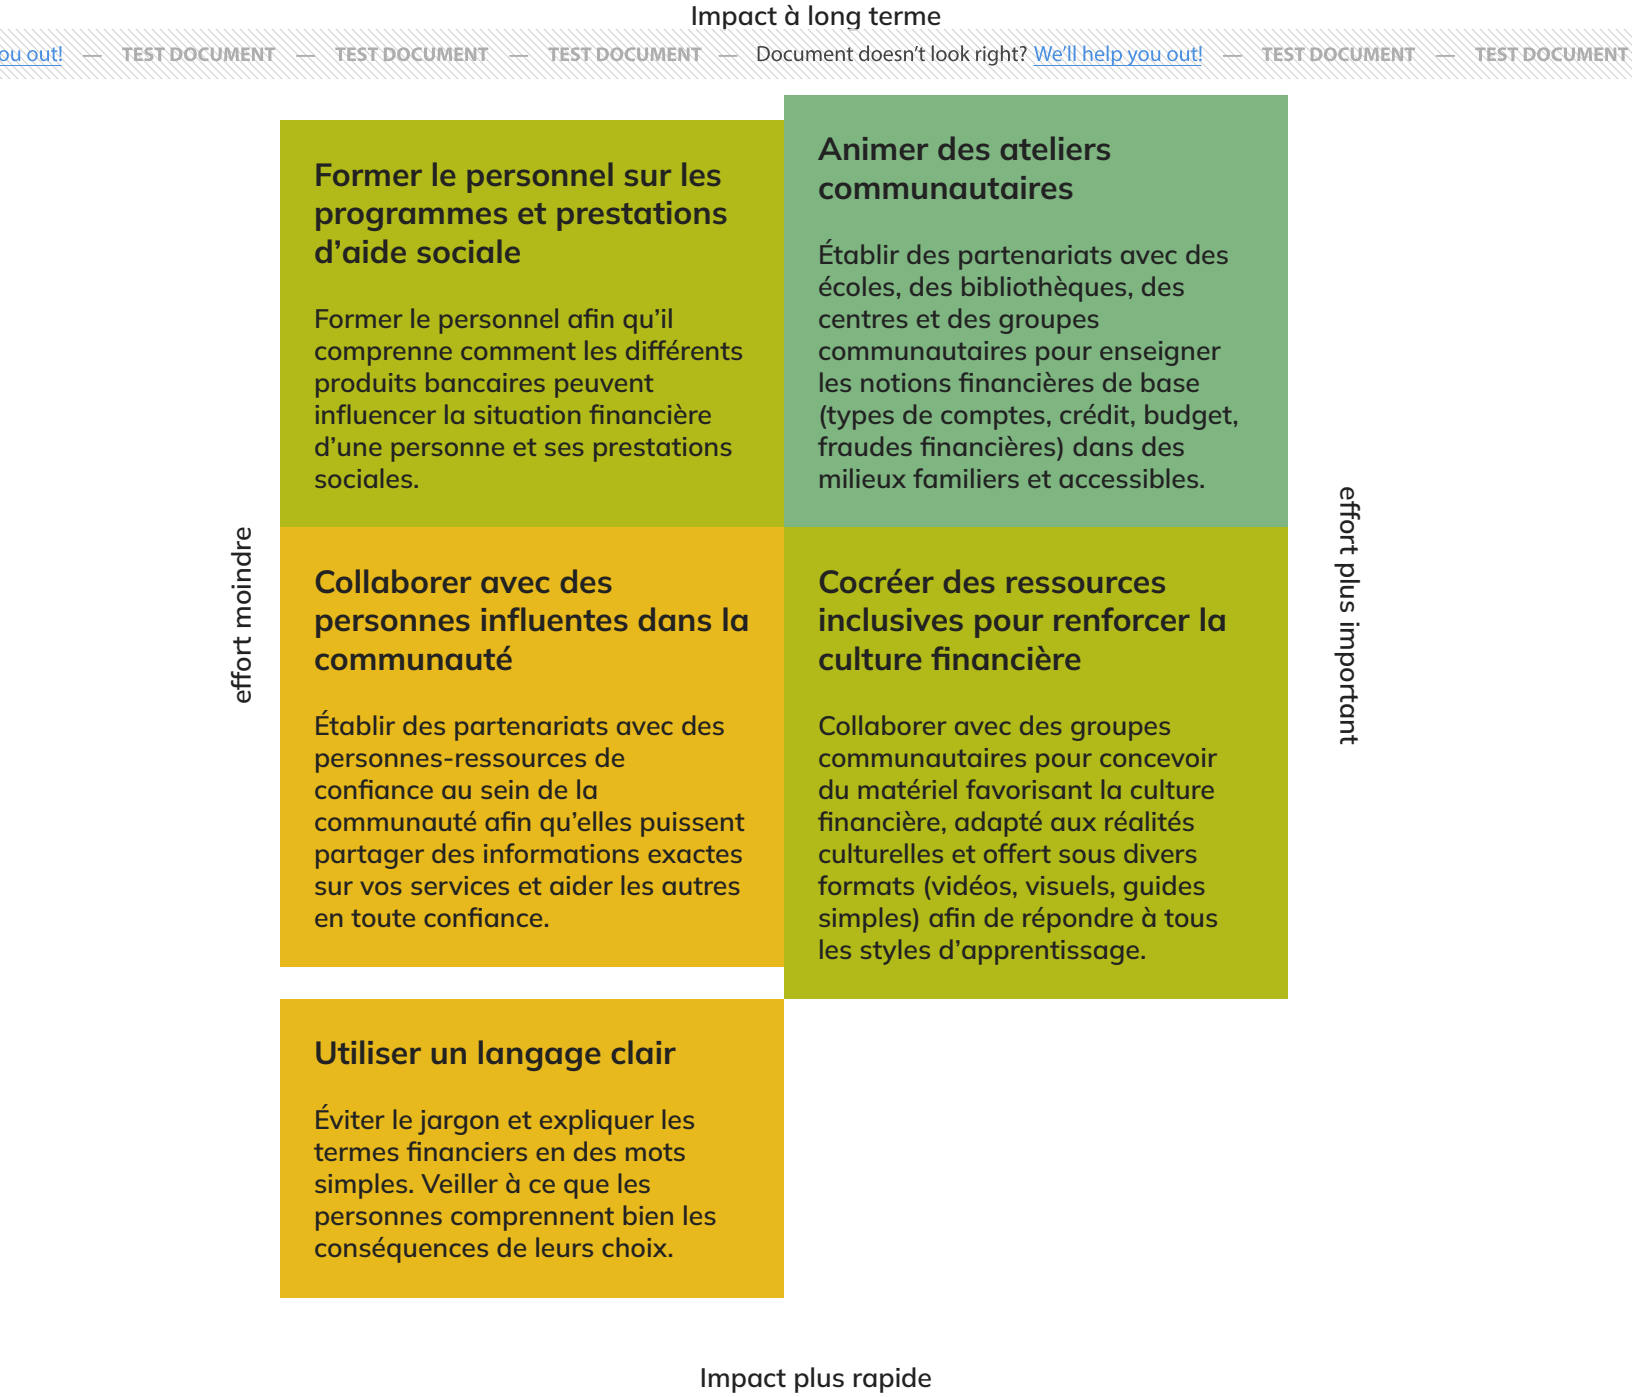 Impact à long terme
ou out! — TEST DOCUMENT — TEST DOCUMENT — TEST DOCUMENT — Document doesn't look right? We'll help you out! — TEST DOCUMENT — TEST DOCUMENT
Former le personnel sur les
programmes et prestations
d’aide sociale
Former le personnel afin qu’il
comprenne comment les différents
produits bancaires peuvent
influencer la situation financière
d’une personne et ses prestations
sociales.
Animer des ateliers
communautaires
Établir des partenariats avec des
écoles, des bibliothèques, des
centres et des groupes
communautaires pour enseigner
les notions financières de base
(types de comptes, crédit, budget,
fraudes financières) dans des
milieux familiers et accessibles.
effort moindre
effort plus important
Collaborer avec des
personnes influentes dans la
communauté
Établir des partenariats avec des
personnes-ressources de
confiance au sein de la
communauté afin qu’elles puissent
partager des informations exactes
sur vos services et aider les autres
en toute confiance.
Cocréer des ressources
inclusives pour renforcer la
culture financière
Collaborer avec des groupes
communautaires pour concevoir
du matériel favorisant la culture
financière, adapté aux réalités
culturelles et offert sous divers
formats (vidéos, visuels, guides
simples) afin de répondre à tous
les styles d’apprentissage.
Utiliser un langage clair
Éviter le jargon et expliquer les
termes financiers en des mots
simples. Veiller à ce que les
personnes comprennent bien les
conséquences de leurs choix.
Impact plus rapide